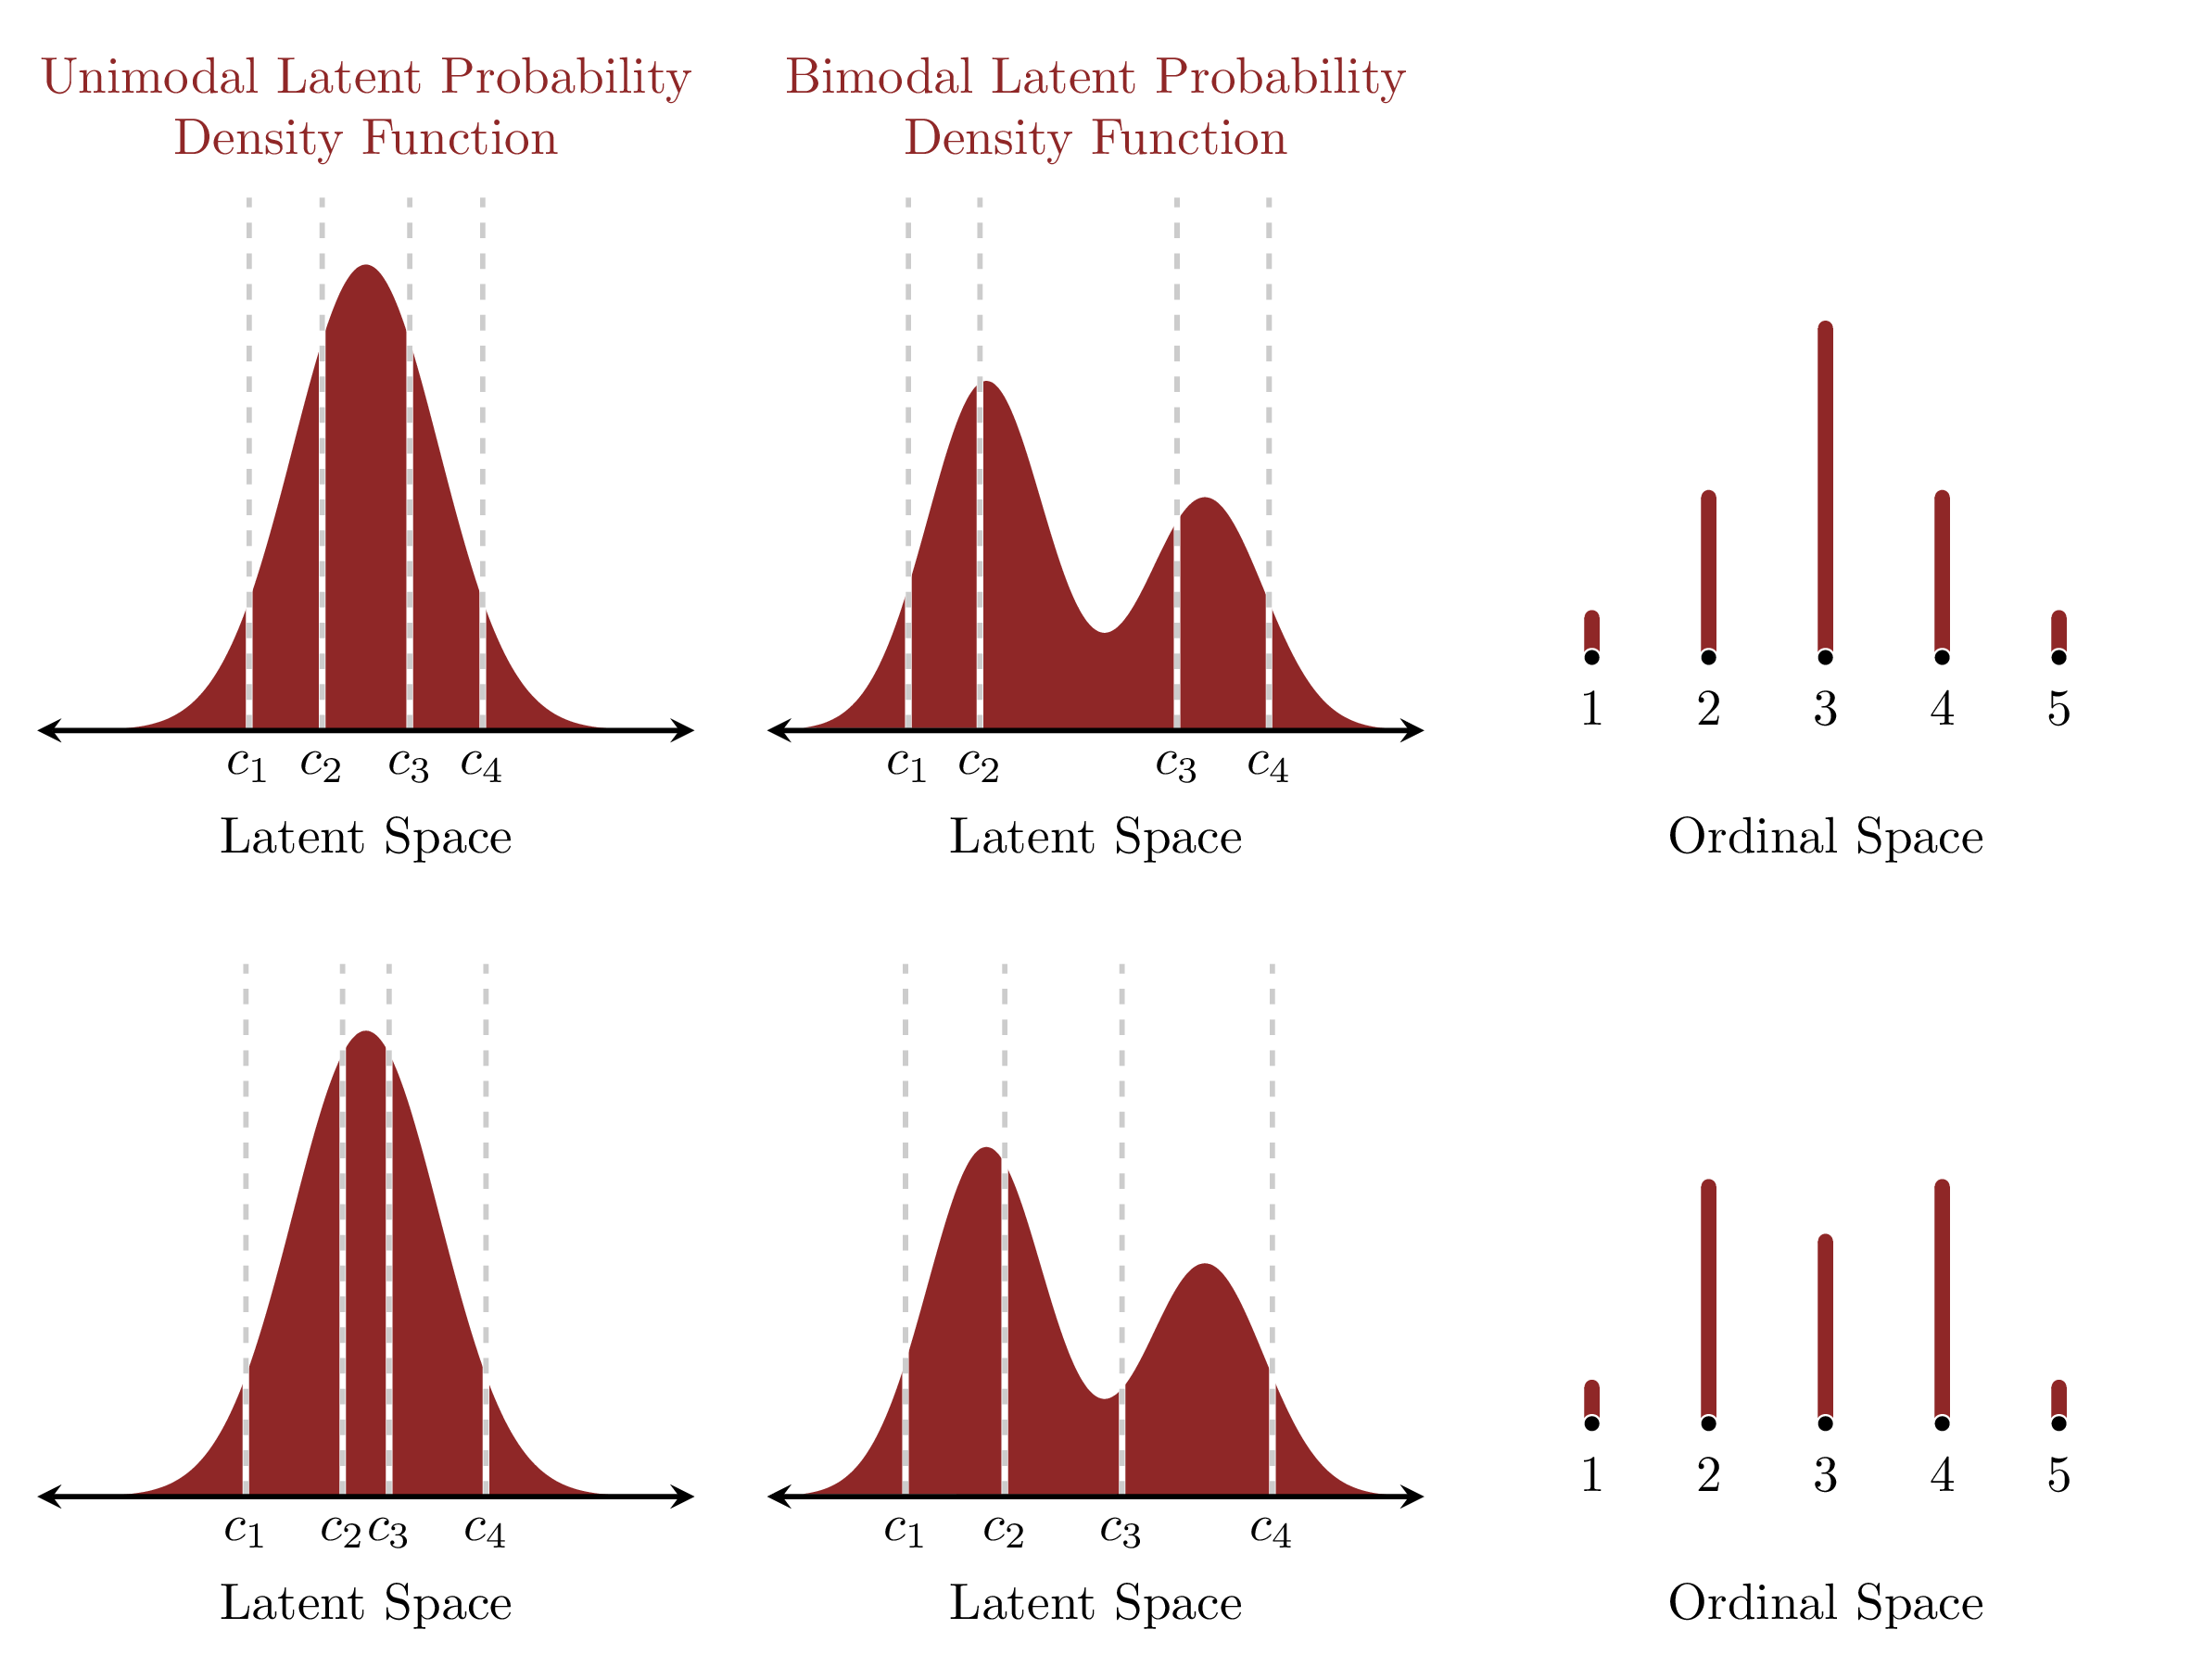 Unimodal Latent Probability
Density Function
Bimodal Latent Probability
Density Function
c₁ c₂ c₃ c₄
Latent Space
c₁ c₂ c₃ c₄
Latent Space
1 2 3 4 5
Ordinal Space
c₁ c₂ c₃ c₄
Latent Space
c₁ c₂ c₃ c₄
Latent Space
1 2 3 4 5
Ordinal Space